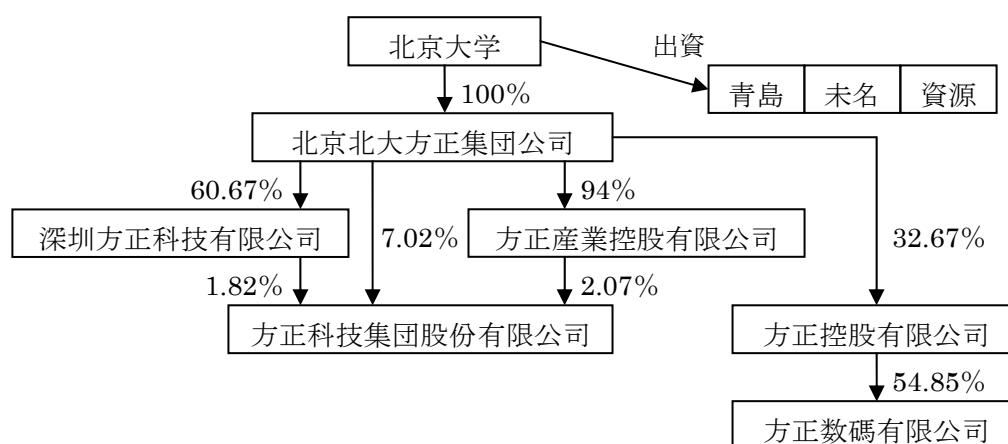 北京大学
出資
青島 未名 資源
100%
北京北大方正集団公司
60.67%
94%
深圳方正科技有限公司
7.02%
方正産業控股有限公司
32.67%
1.82%
2.07%
方正科技集団股份有限公司
方正控股有限公司
54.85%
方正数碼有限公司